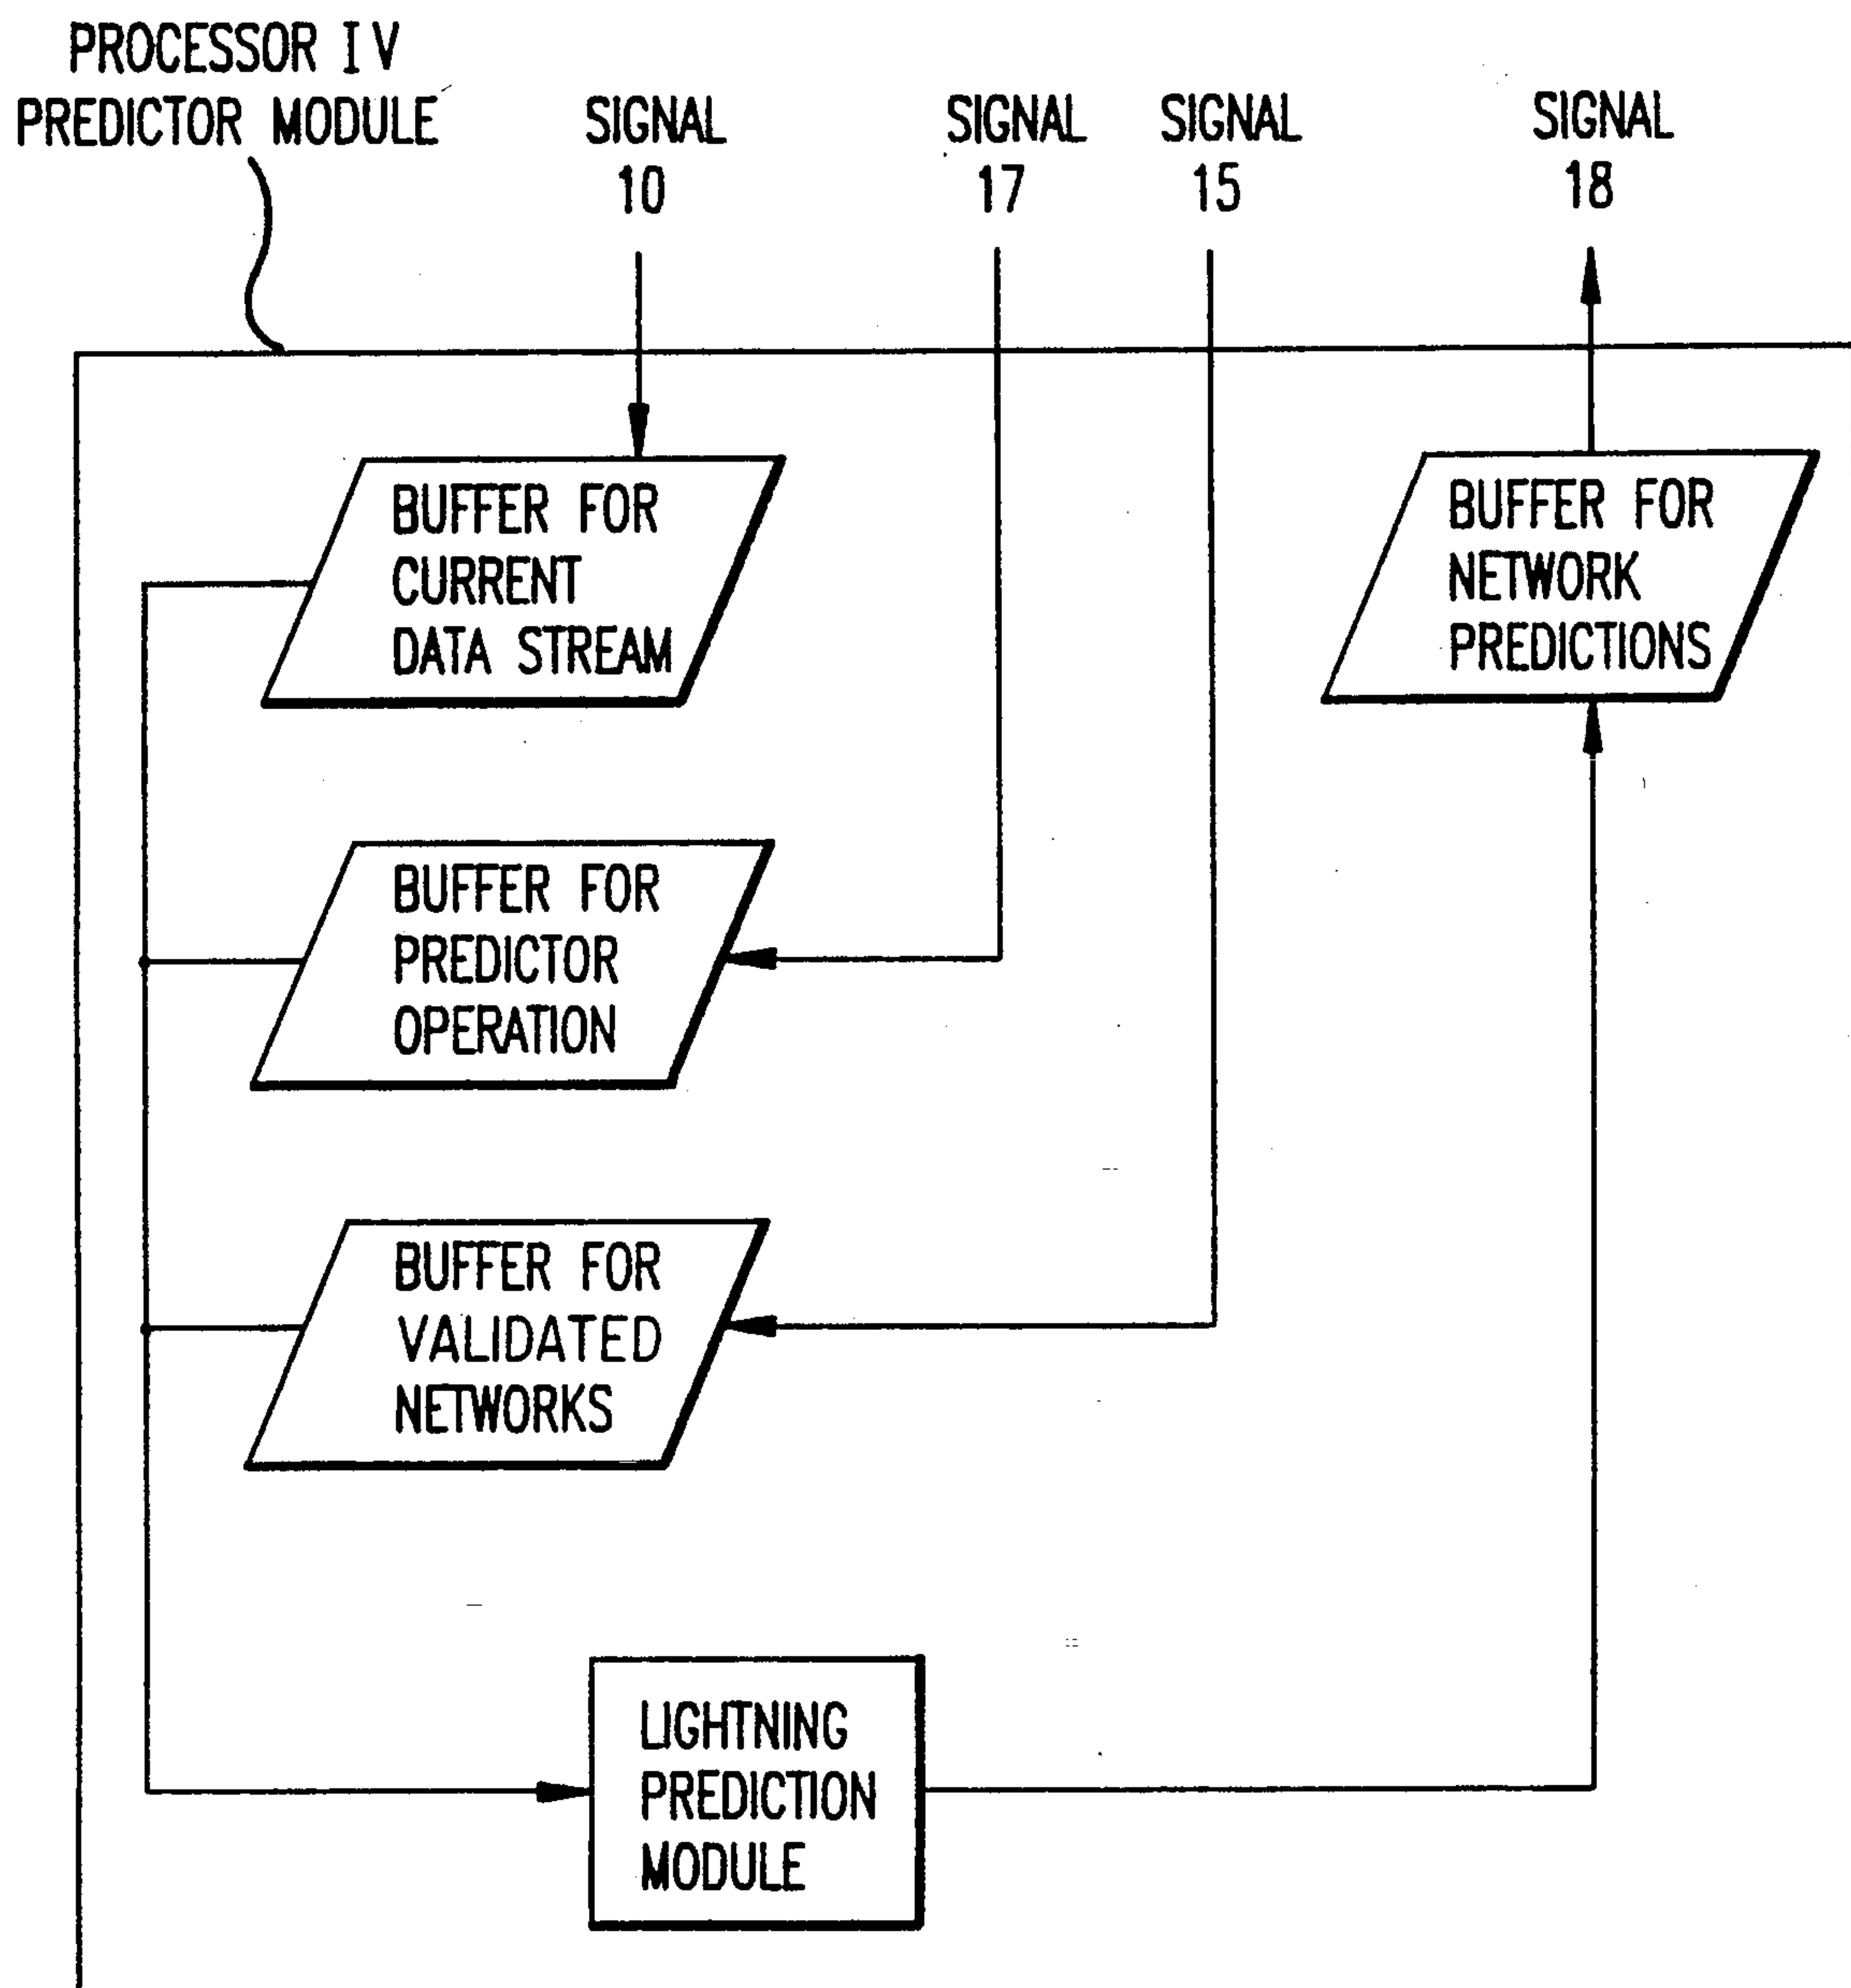 PROCESSOR IV
PREDICTOR MODULE
SIGNAL
10
SIGNAL
17
SIGNAL
15
SIGNAL
18
BUFFER FOR
CURRENT
DATA STREAM
BUFFER FOR
NETWORK
PREDICTIONS
BUFFER FOR
PREDICTOR
OPERATION
BUFFER FOR
VALIDATED
NETWORKS
LIGHTNING
PREDICTION
MODULE